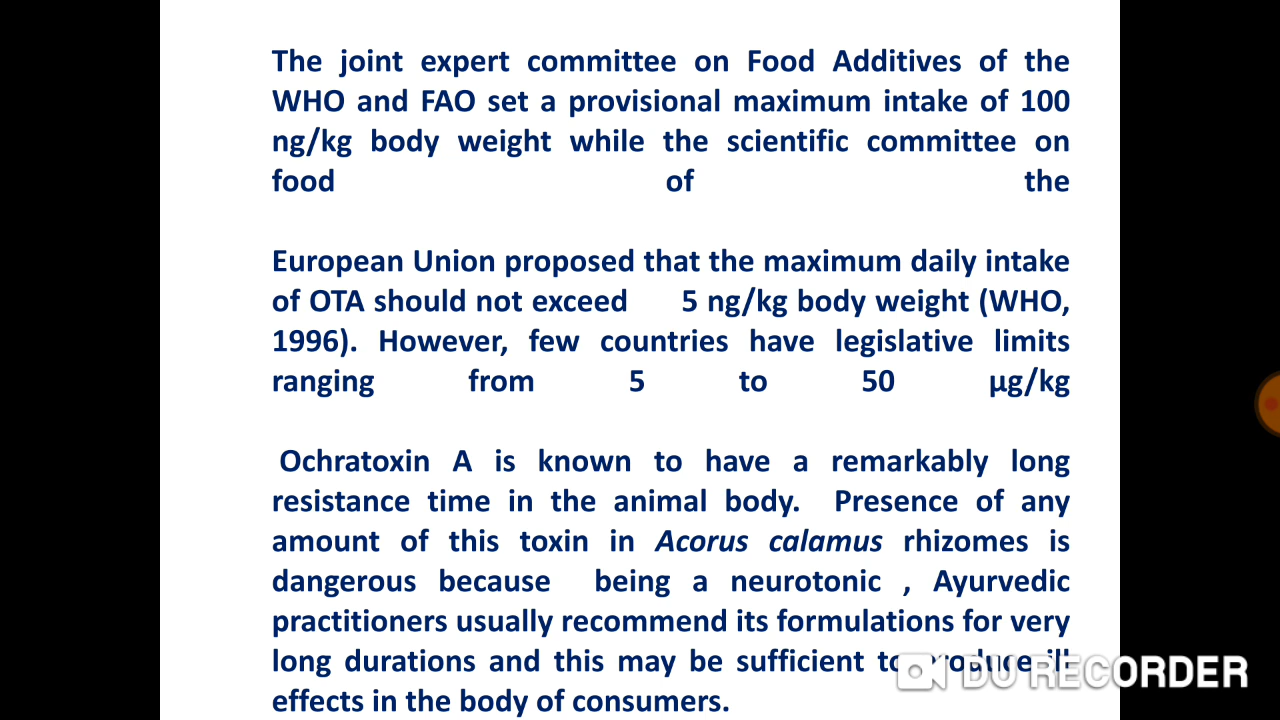 The joint expert committee on Food Additives of the
WHO and FAO set a provisional maximum intake of 100
ng/kg body weight while the scientific committee on
food of the
European Union proposed that the maximum daily intake
of OTA should not exceed 5 ng/kg body weight (WHO,
1996). However, few countries have legislative limits
ranging from 5 to 50 µg/kg
Ochratoxin A is known to have a remarkably long
resistance time in the animal body. Presence of any
amount of this toxin in Acorus calamus rhizomes is
dangerous because being a neurotonic , Ayurvedic
practitioners usually recommend its formulations for very
long durations and this may be sufficient to produce ill
effects in the body of consumers.
DU RECORDER